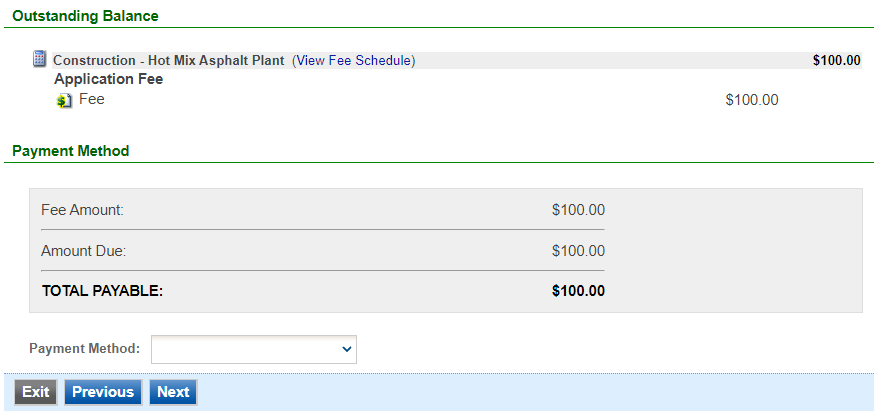 Outstanding Balance
Construction - Hot Mix Asphalt Plant (View Fee Schedule) $100.00
Application Fee
Fee $100.00
Payment Method
Fee Amount: $100.00
Amount Due: $100.00
TOTAL PAYABLE: $100.00
Payment Method:
Exit Previous Next